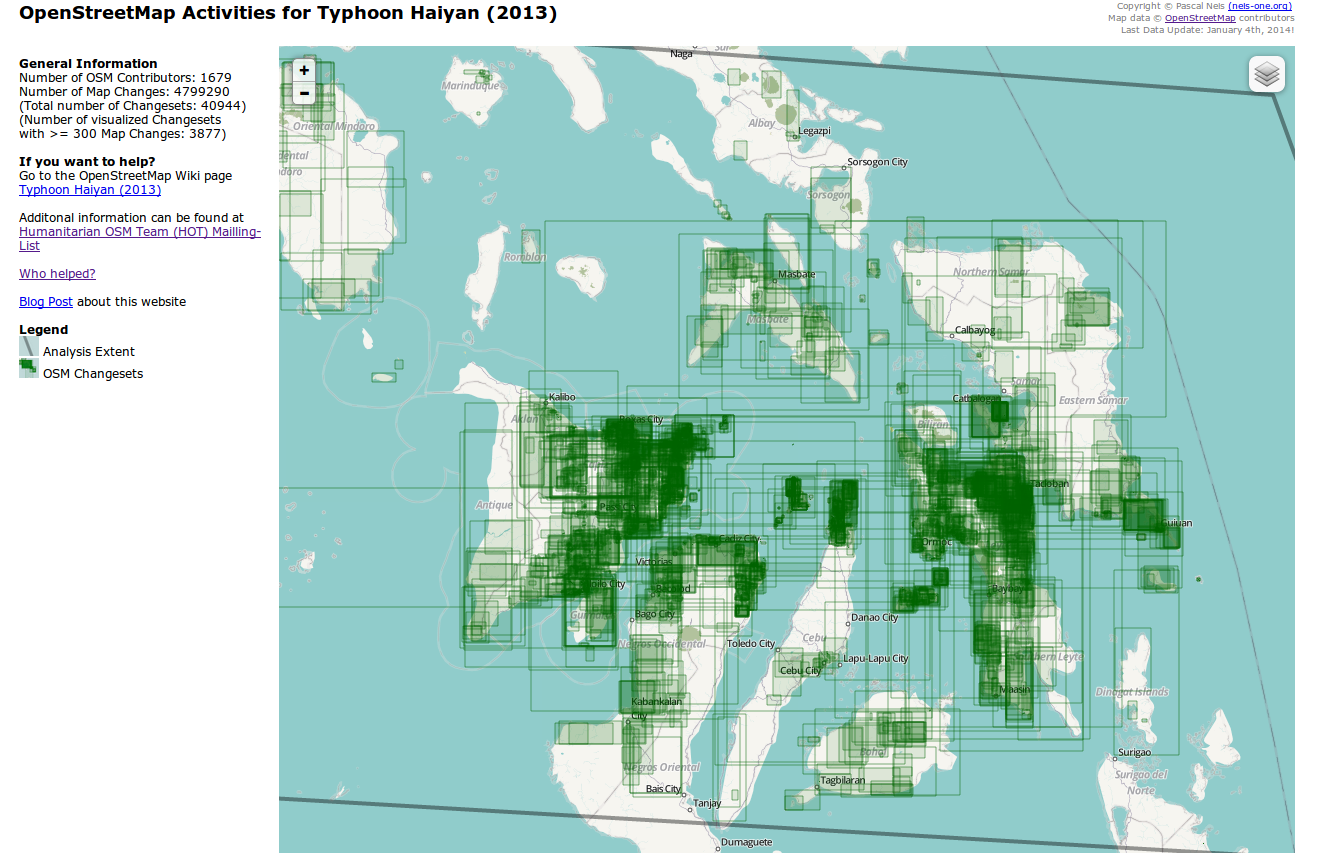 OpenStreetMap Activities for Typhoon Haiyan (2013)
Copyright © Pascal Neis (neis-one.org)
Map data © OpenStreetMap contributors
Last Data Update: January 4th, 2014!
General Information
Number of OSM Contributors: 1679
Number of Map Changes: 4799290
(Total number of Changesets: 40944)
(Number of visualized Changesets
with >= 300 Map Changes: 3877)
If you want to help?
Go to the OpenStreetMap Wiki page
Typhoon Haiyan (2013)
Additonal information can be found at
Humanitarian OSM Team (HOT) Mailling-
List
Who helped?
Blog Post about this website
Legend
Analysis Extent
OSM Changesets
+
−
Naga
Marinduque
Oriental Mindoro
Albay
Legazpi
Sorsogon City
Sorsogon
Romblon
Masbate
Masbate
Northern Samar
Calbayog
Samar
Catbalogan
Eastern Samar
Biliran
Kalibo
Aklan
Roxas City
Antique
Tacloban
Guiuan
Ormoc
Cadiz City
Victorias
Iloilo City
Bacolod
Baybay
Bago City
Danao City
Negros Occidental
Toledo City
Cebu
Lapu-Lapu City
Cebu City
Southern Leyte
Maasin
Dinagat Islands
Kabankalan
City
Bohol
Surigao
Negros Oriental
Tagbilaran
Surigao del
Norte
Bais City
Tanjay
Dumaguete